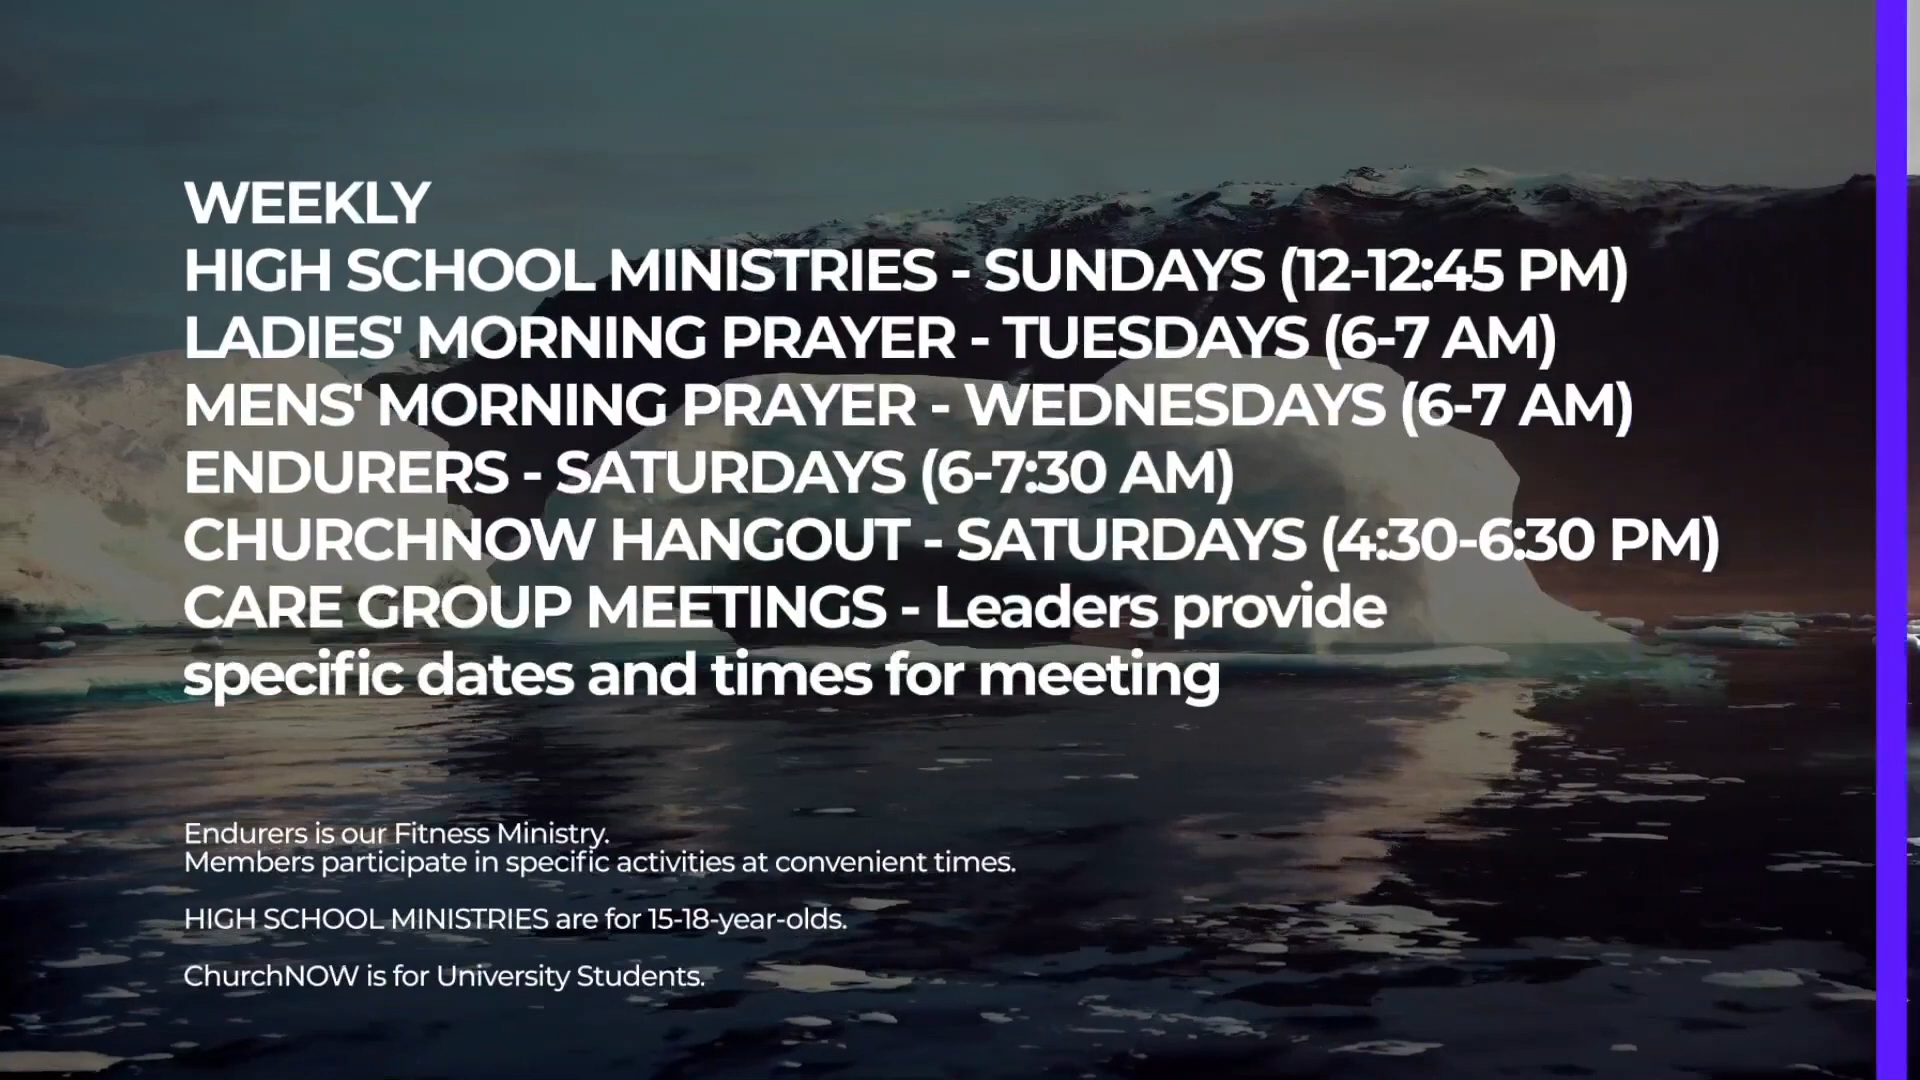 WEEKLY
HIGH SCHOOL MINISTRIES - SUNDAYS (12-12:45 PM)
LADIES' MORNING PRAYER - TUESDAYS (6-7 AM)
MENS' MORNING PRAYER - WEDNESDAYS (6-7 AM)
ENDURERS - SATURDAYS (6-7:30 AM)
CHURCHNOW HANGOUT - SATURDAYS (4:30-6:30 PM)
CARE GROUP MEETINGS - Leaders provide
specific dates and times for meeting
Endurers is our Fitness Ministry.
Members participate in specific activities at convenient times.
HIGH SCHOOL MINISTRIES are for 15-18-year-olds.
ChurchNOW is for University Students.